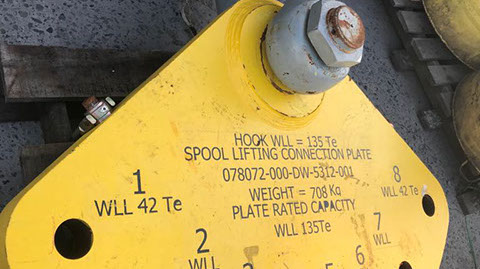 HOOK WLL = 135 Te
SPOOL LIFTING CONNECTION PLATE
078072-000-DW-5312-001
WEIGHT = 708 Kg
PLATE RATED CAPACITY
WLL 135Te
1
WLL 42 Te
8
WLL 42 Te
2
WLL
7
WLL
6
5